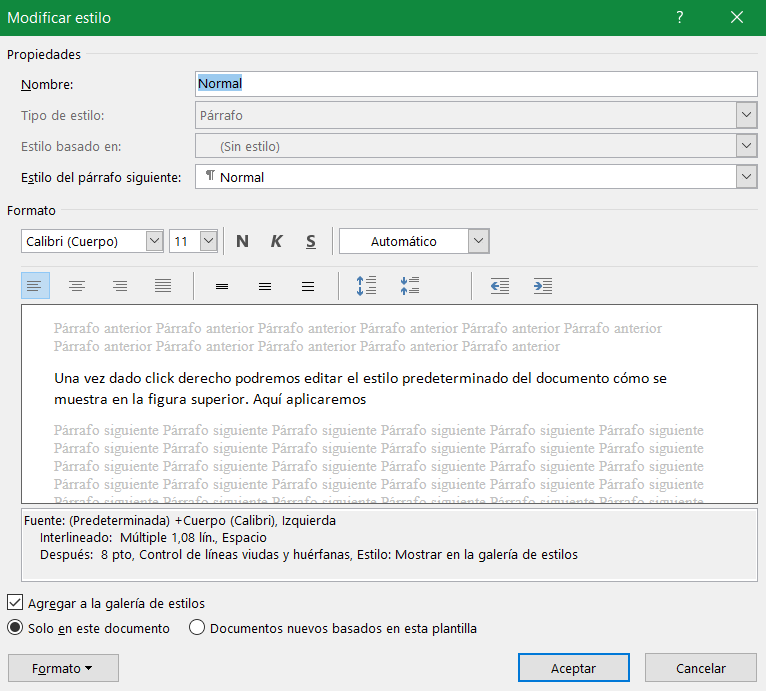 Modificar estilo
?
Propiedades
Nombre: Normal
Tipo de estilo: Párrafo
Estilo basado en: (Sin estilo)
Estilo del párrafo siguiente: ¶ Normal
Formato
Calibri (Cuerpo) 11 N K S Automático
Párrafo anterior Párrafo anterior Párrafo anterior Párrafo anterior Párrafo anterior Párrafo anterior
Párrafo anterior Párrafo anterior Párrafo anterior Párrafo anterior Párrafo anterior
Una vez dado click derecho podremos editar el estilo predeterminado del documento cómo se
muestra en la figura superior. Aquí aplicaremos
Párrafo siguiente Párrafo siguiente Párrafo siguiente Párrafo siguiente Párrafo siguiente Párrafo siguiente
Párrafo siguiente Párrafo siguiente Párrafo siguiente Párrafo siguiente Párrafo siguiente Párrafo siguiente
Párrafo siguiente Párrafo siguiente Párrafo siguiente Párrafo siguiente Párrafo siguiente Párrafo siguiente
Párrafo siguiente Párrafo siguiente Párrafo siguiente Párrafo siguiente Párrafo siguiente Párrafo siguiente
Párrafo siguiente Párrafo siguiente Párrafo siguiente Párrafo siguiente Párrafo siguiente Párrafo siguiente
Fuente: (Predeterminada) +Cuerpo (Calibri), Izquierda
Interlineado: Múltiple 1,08 lín., Espacio
Después: 8 pto, Control de líneas viudas y huérfanas, Estilo: Mostrar en la galería de estilos
Agregar a la galería de estilos
Solo en este documento Documentos nuevos basados en esta plantilla
Formato Aceptar Cancelar